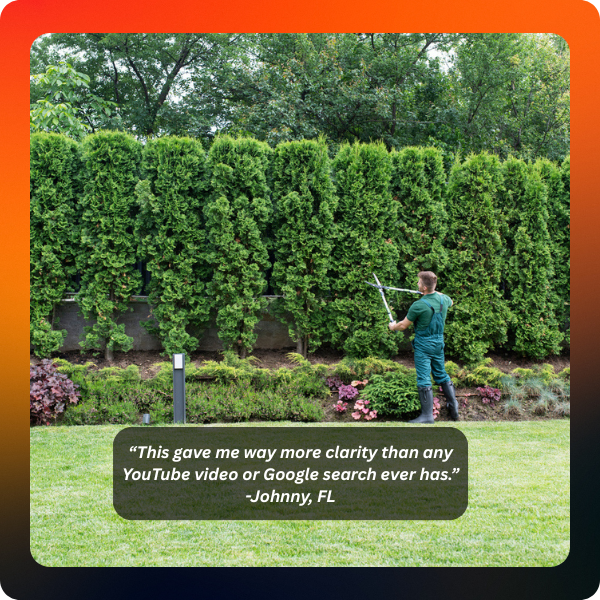 “This gave me way more clarity than any
YouTube video or Google search ever has.”
-Johnny, FL